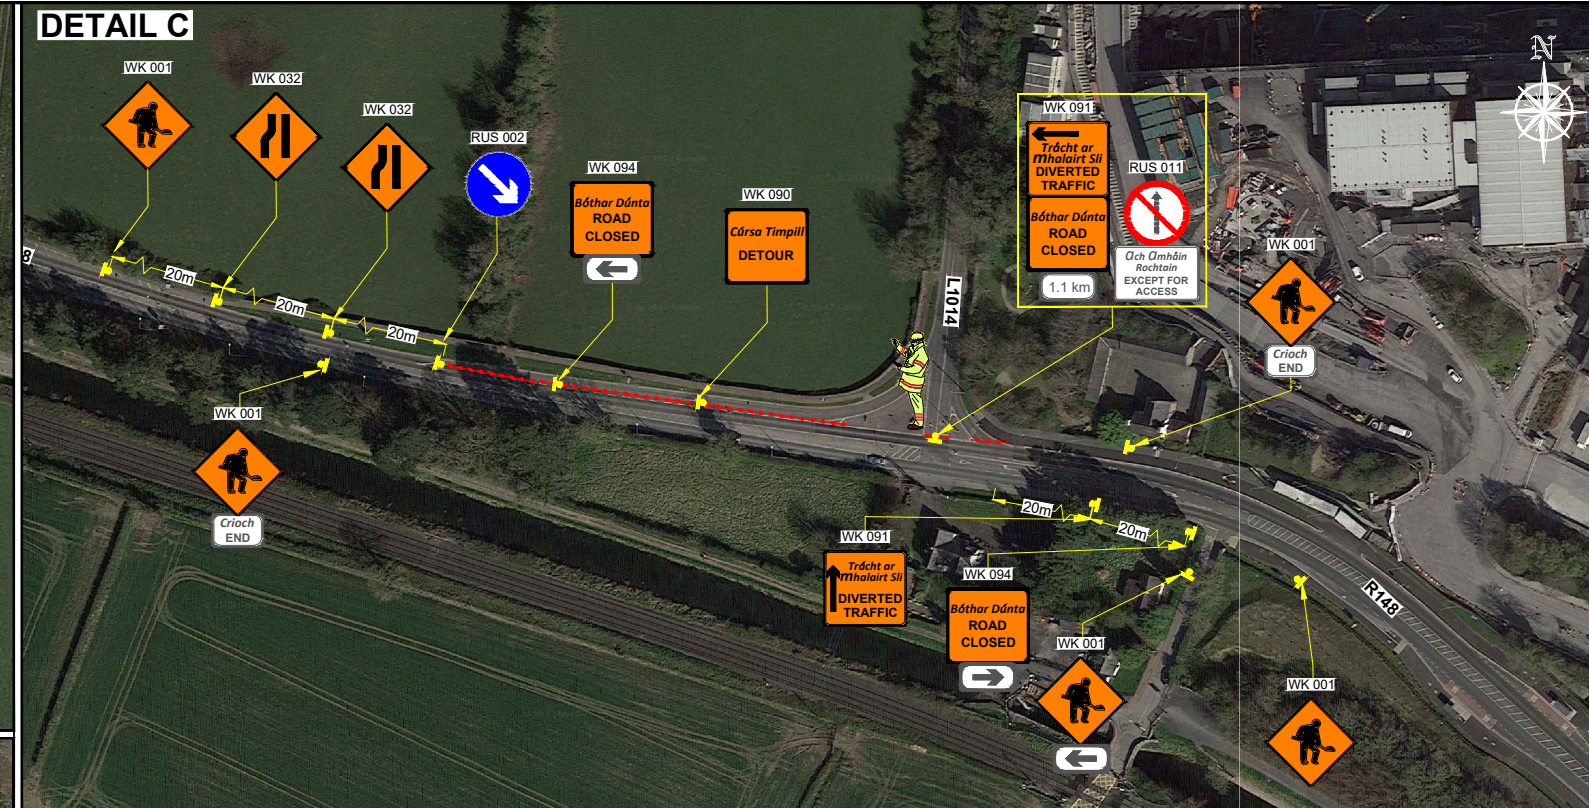 DETAIL C
N
WK 001
WK 032
WK 032
RUS 002
WK 094
Bóthar Dúnta
ROAD
CLOSED
WK 090
Cúrsa Timpill
DETOUR
WK 091
Trácht ar
Mhalairt Slí
DIVERTED
TRAFFIC
Bóthar Dúnta
ROAD
CLOSED
1.1 km
RUS 011
Ach Amháin
Rochtain
EXCEPT FOR
ACCESS
WK 001
Críoch
END
8
20m
20m
20m
L1014
WK 001
Críoch
END
20m
20m
WK 091
Trácht ar
Mhalairt Slí
DIVERTED
TRAFFIC
WK 094
Bóthar Dúnta
ROAD
CLOSED
WK 001
R148
WK 001